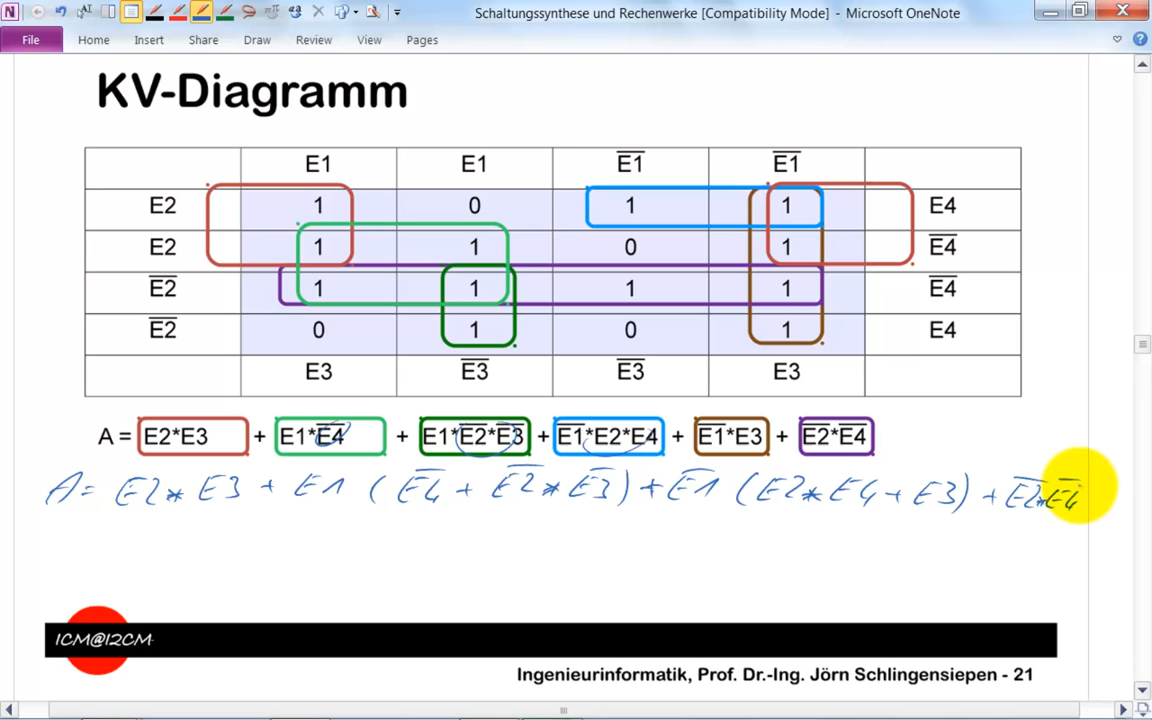 Schaltungssynthese und Rechenwerke [Compatibility Mode] - Microsoft OneNote
File Home Insert Share Draw Review View Pages
KV-Diagramm
E1 E1 E̅1̅ E̅1̅
E2 1 0 1 1 E4
E2 1 1 0 1 E̅4̅
E̅2̅ 1 1 1 1 E̅4̅
E̅2̅ 0 1 0 1 E4
E3 E̅3̅ E̅3̅ E3
A = E2*E3 + E1*E̅4̅ + E1*E̅2̅*E̅3̅ + E̅1̅*E2*E4 + E̅1̅*E3 + E̅2̅*E̅4̅
A = E2 * E3 + E1 ( E̅4̅ + E̅2̅ * E̅3̅ ) + E̅1̅ ( E2 * E4 + E3 ) + E̅2̅*E̅4̅
1CM@12CM
Ingenieurinformatik, Prof. Dr.-Ing. Jörn Schlingensiepen - 21